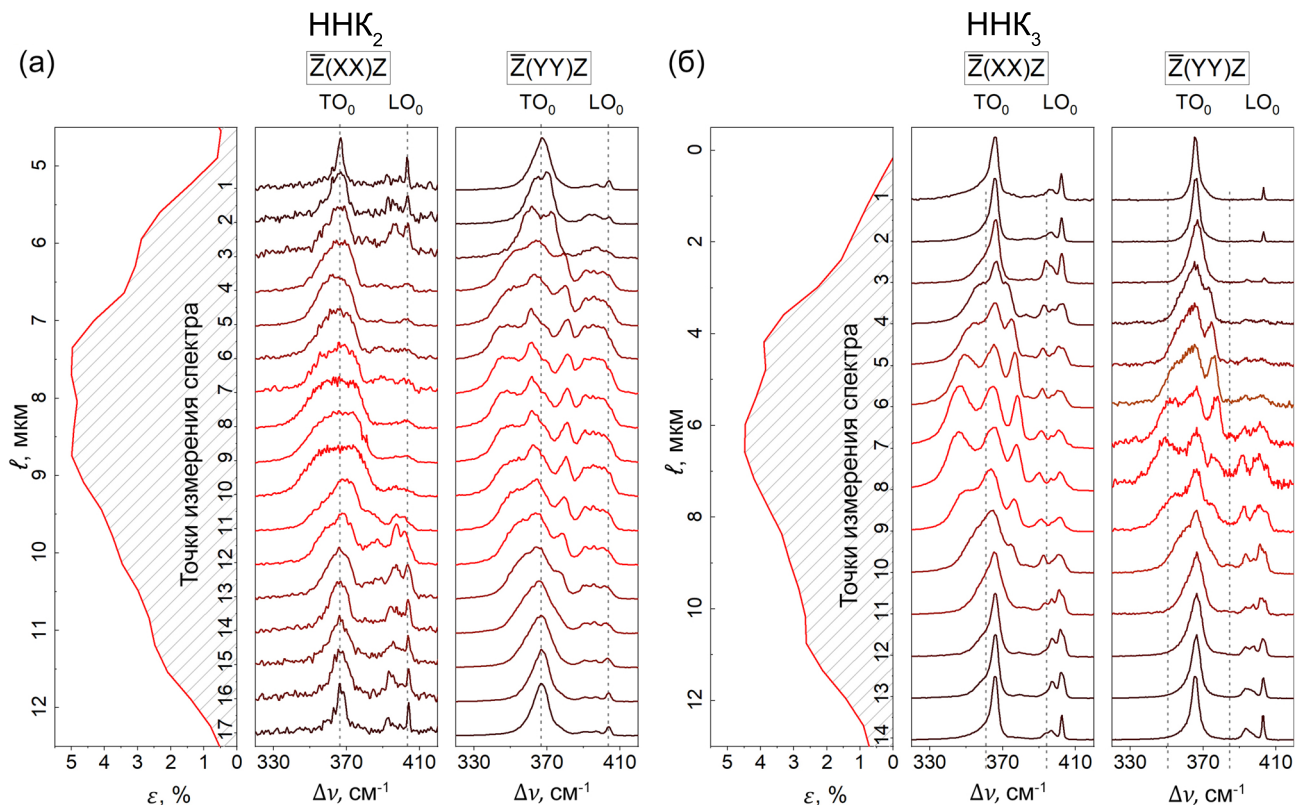 ННК₂
ННК₃
(а)
Z̅(XX)Z
Z̅(YY)Z
(б)
Z̅(XX)Z
Z̅(YY)Z
TO₀
LO₀
TO₀
LO₀
TO₀
LO₀
TO₀
LO₀
ℓ, мкм
5
6
7
8
9
10
11
12
Точки измерения спектра
1
2
3
4
5
6
7
8
9
10
11
12
13
14
15
16
17
5 4 3 2 1 0
ε, %
330 370 410
Δν, см⁻¹
330 370 410
Δν, см⁻¹
ℓ, мкм
0
2
4
6
8
10
12
Точки измерения спектра
1
2
3
4
5
6
7
8
9
10
11
12
13
14
5 4 3 2 1 0
ε, %
330 370 410
Δν, см⁻¹
330 370 410
Δν, см⁻¹